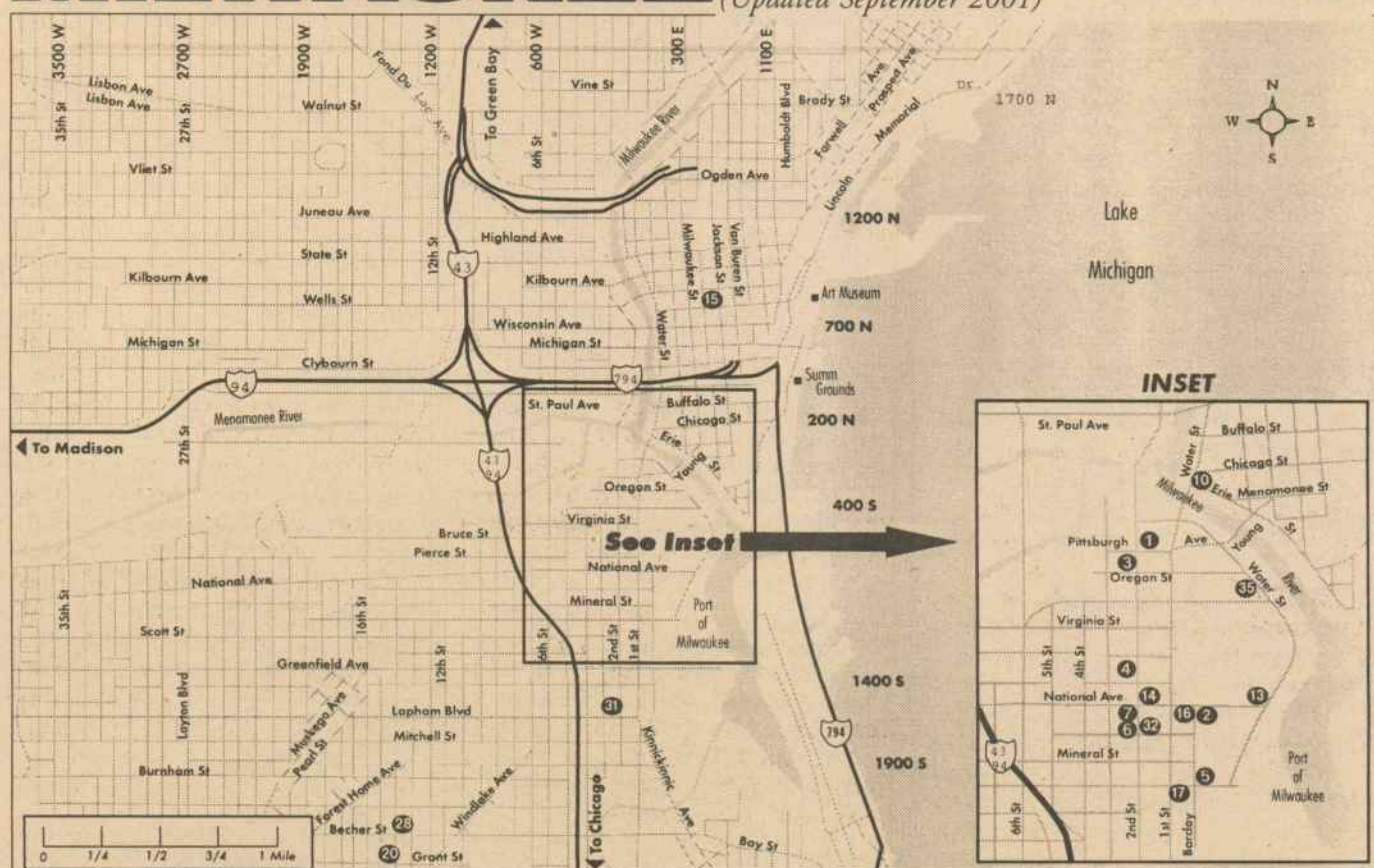 (Updated September 2001)
3500 W
2700 W
1900 W
1200 W
600 W
300 E
1100 E
To Green Bay
Fond Du Lac Ave
Lisbon Ave
Lisbon Ave
35th St
27th St
Walnut St
Vine St
6th St
Milwaukee River
Humboldt Blvd
Brady St
Farwell Ave
Prospect Ave
Lincoln Memorial Dr
1700 N
N
W E
S
Vliet St
Ogden Ave
Juneau Ave
1200 N
Lake
Michigan
Highland Ave
State St
12th St
43
Kilbourn Ave
Kilbourn Ave
Milwaukee St
Jackson St
Van Buren St
15
Art Museum
Wells St
Wisconsin Ave
Water St
700 N
Michigan St
Michigan St
Clybourn St
94
794
Summ
Grounds
St. Paul Ave
Buffalo St
Chicago St
200 N
Menamonee River
To Madison
27th St
43
94
Erie
Young St
Oregon St
Virginia St
400 S
Bruce St
Pierce St
See Inset
National Ave
National Ave
35th St
16th St
Mineral St
Port
of
Milwaukee
Scott St
6th St
2nd St
1st St
Greenfield Ave
12th St
Layton Blvd
1400 S
Muskego Ave
Pearl St
Lapham Blvd
31
Mitchell St
Kinnickinnic Ave
794
Burnham St
1900 S
Forest Home Ave
Windlake Ave
To Chicago
Becher St
28
20
Grant St
Bay St
0 1/4 1/2 3/4 1 Mile
INSET
St. Paul Ave
Water St
Buffalo St
Chicago St
10
Erie St
Menomonee St
Milwaukee River
Pittsburgh Ave
1
Young
3
Oregon St
Water St
35
Virginia St
5th St
4th St
4
National Ave
14
13
7
16
2
6
32
Mineral St
43
94
5
17
Port
of
Milwaukee
6th St
2nd St
1st St
Barclay